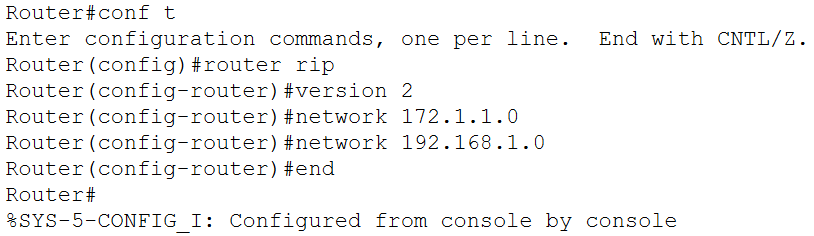 Router#conf t
Enter configuration commands, one per line.  End with CNTL/Z.
Router(config)#router rip
Router(config-router)#version 2
Router(config-router)#network 172.1.1.0
Router(config-router)#network 192.168.1.0
Router(config-router)#end
Router#
%SYS-5-CONFIG_I: Configured from console by console